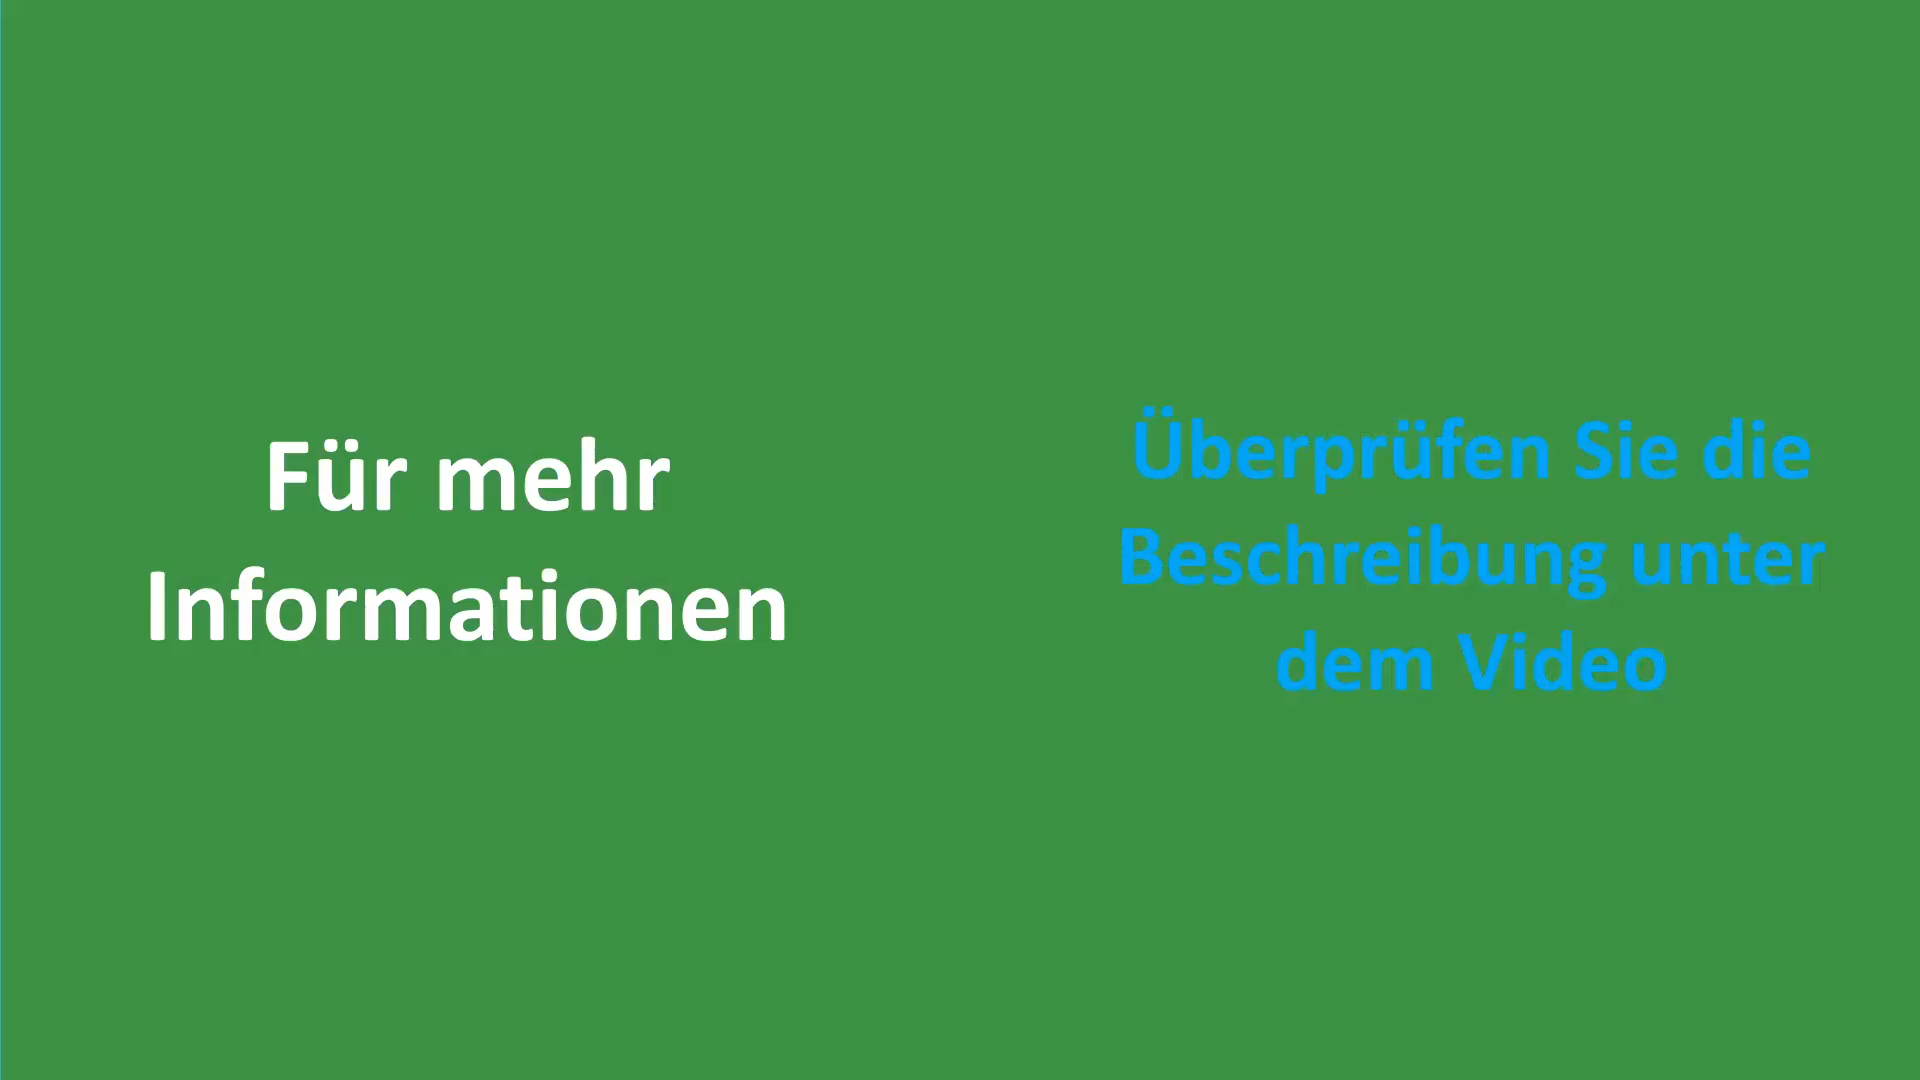 Für mehr
Informationen
Überprüfen Sie die
Beschreibung unter
dem Video